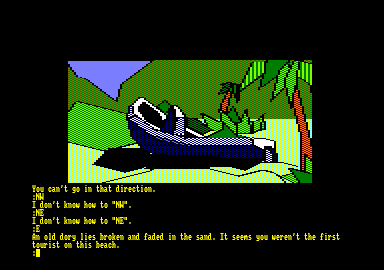 You can't go in that direction.
:NW
I don't know how to "NW".
:NE
I don't know how to "NE".
:E
An old dory lies broken and faded in the sand. It seems you weren't the first
tourist on this beach.
: